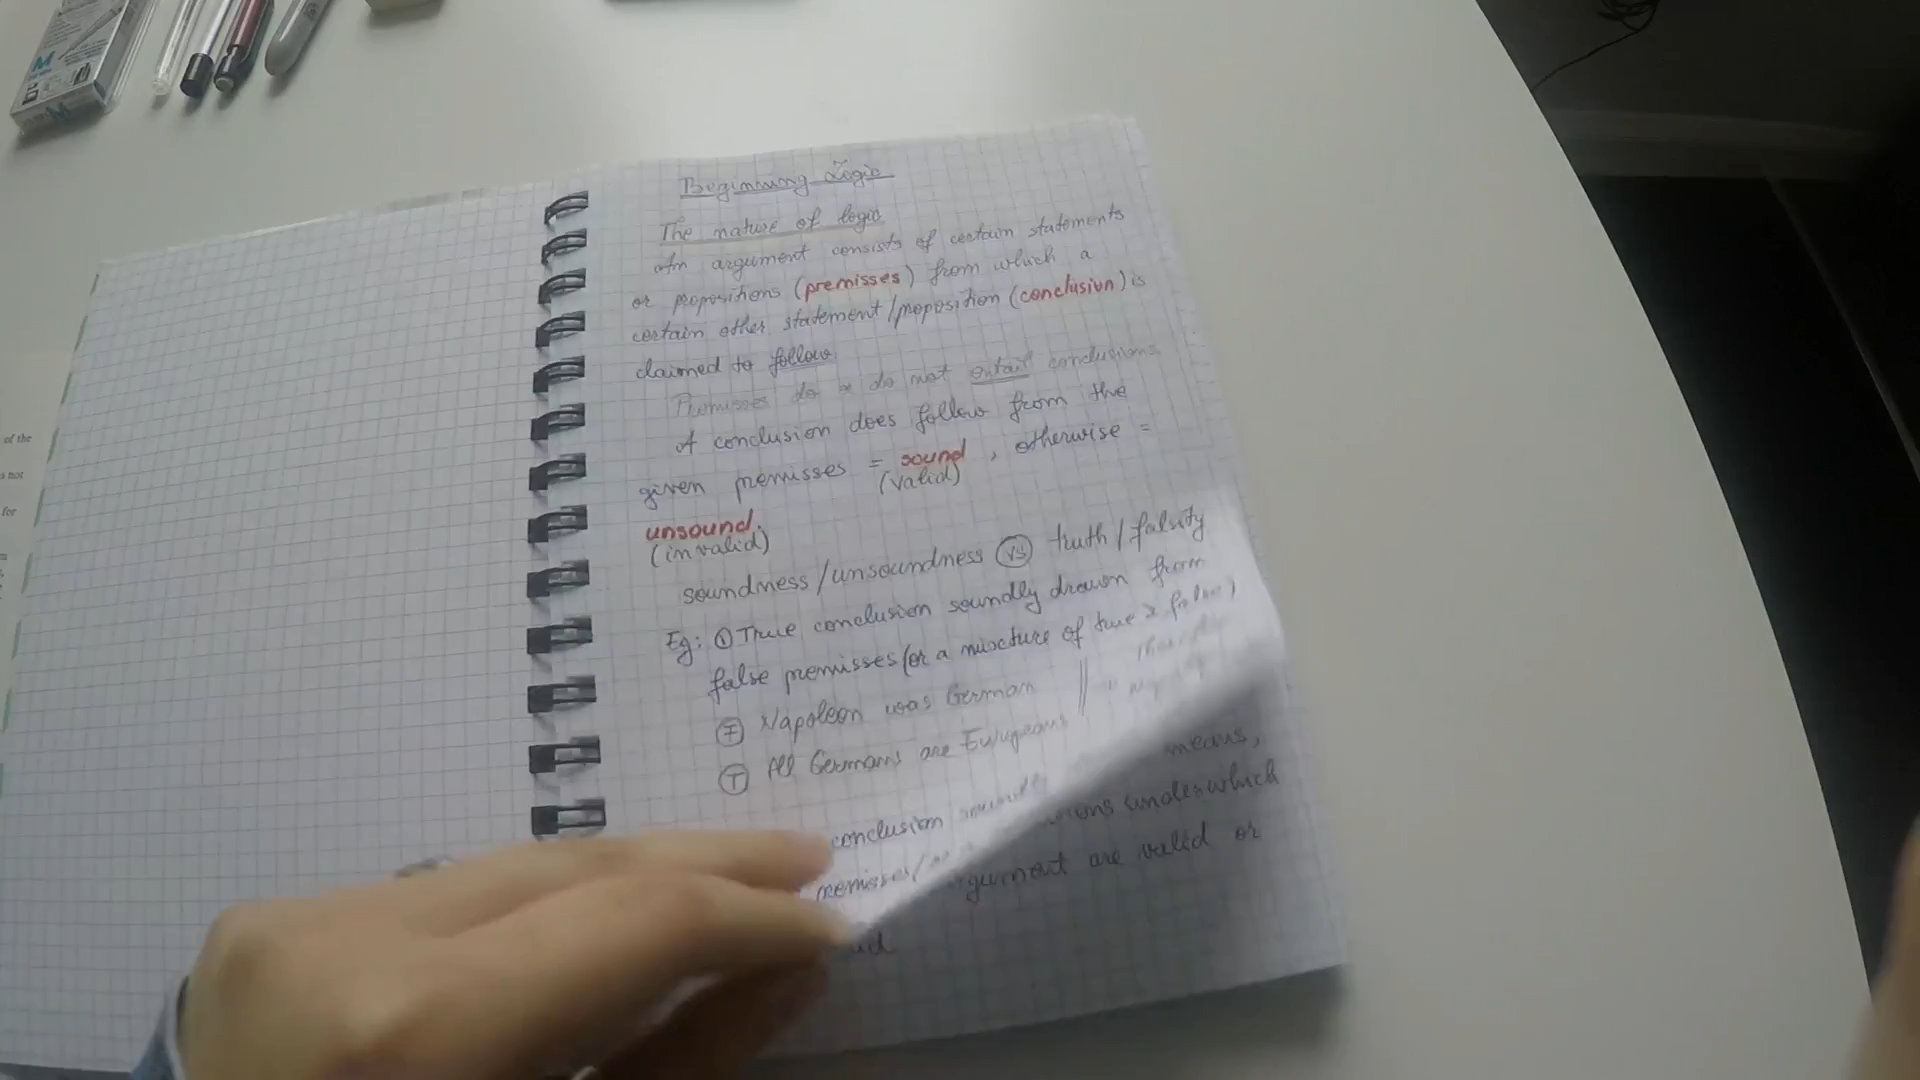 Beginning Logic
The nature of logic
An argument consists of certain statements
or propositions (premisses) from which a
certain other statement/proposition (conclusion) is
claimed to follow.
Premisses do or do not entail conclusions.
A conclusion does follow from the
given premisses = sound, otherwise =
(valid)
unsound.
(invalid)
soundness/unsoundness vs truth/falsity
Eg: 1 True conclusion soundly drawn from
false premisses (or a mixture of true & false)
F Napoleon was German ||
T All Germans are Europeans
means,
conclusion
under which
premisses/
argument are valid or
of the
s not
for
M
M